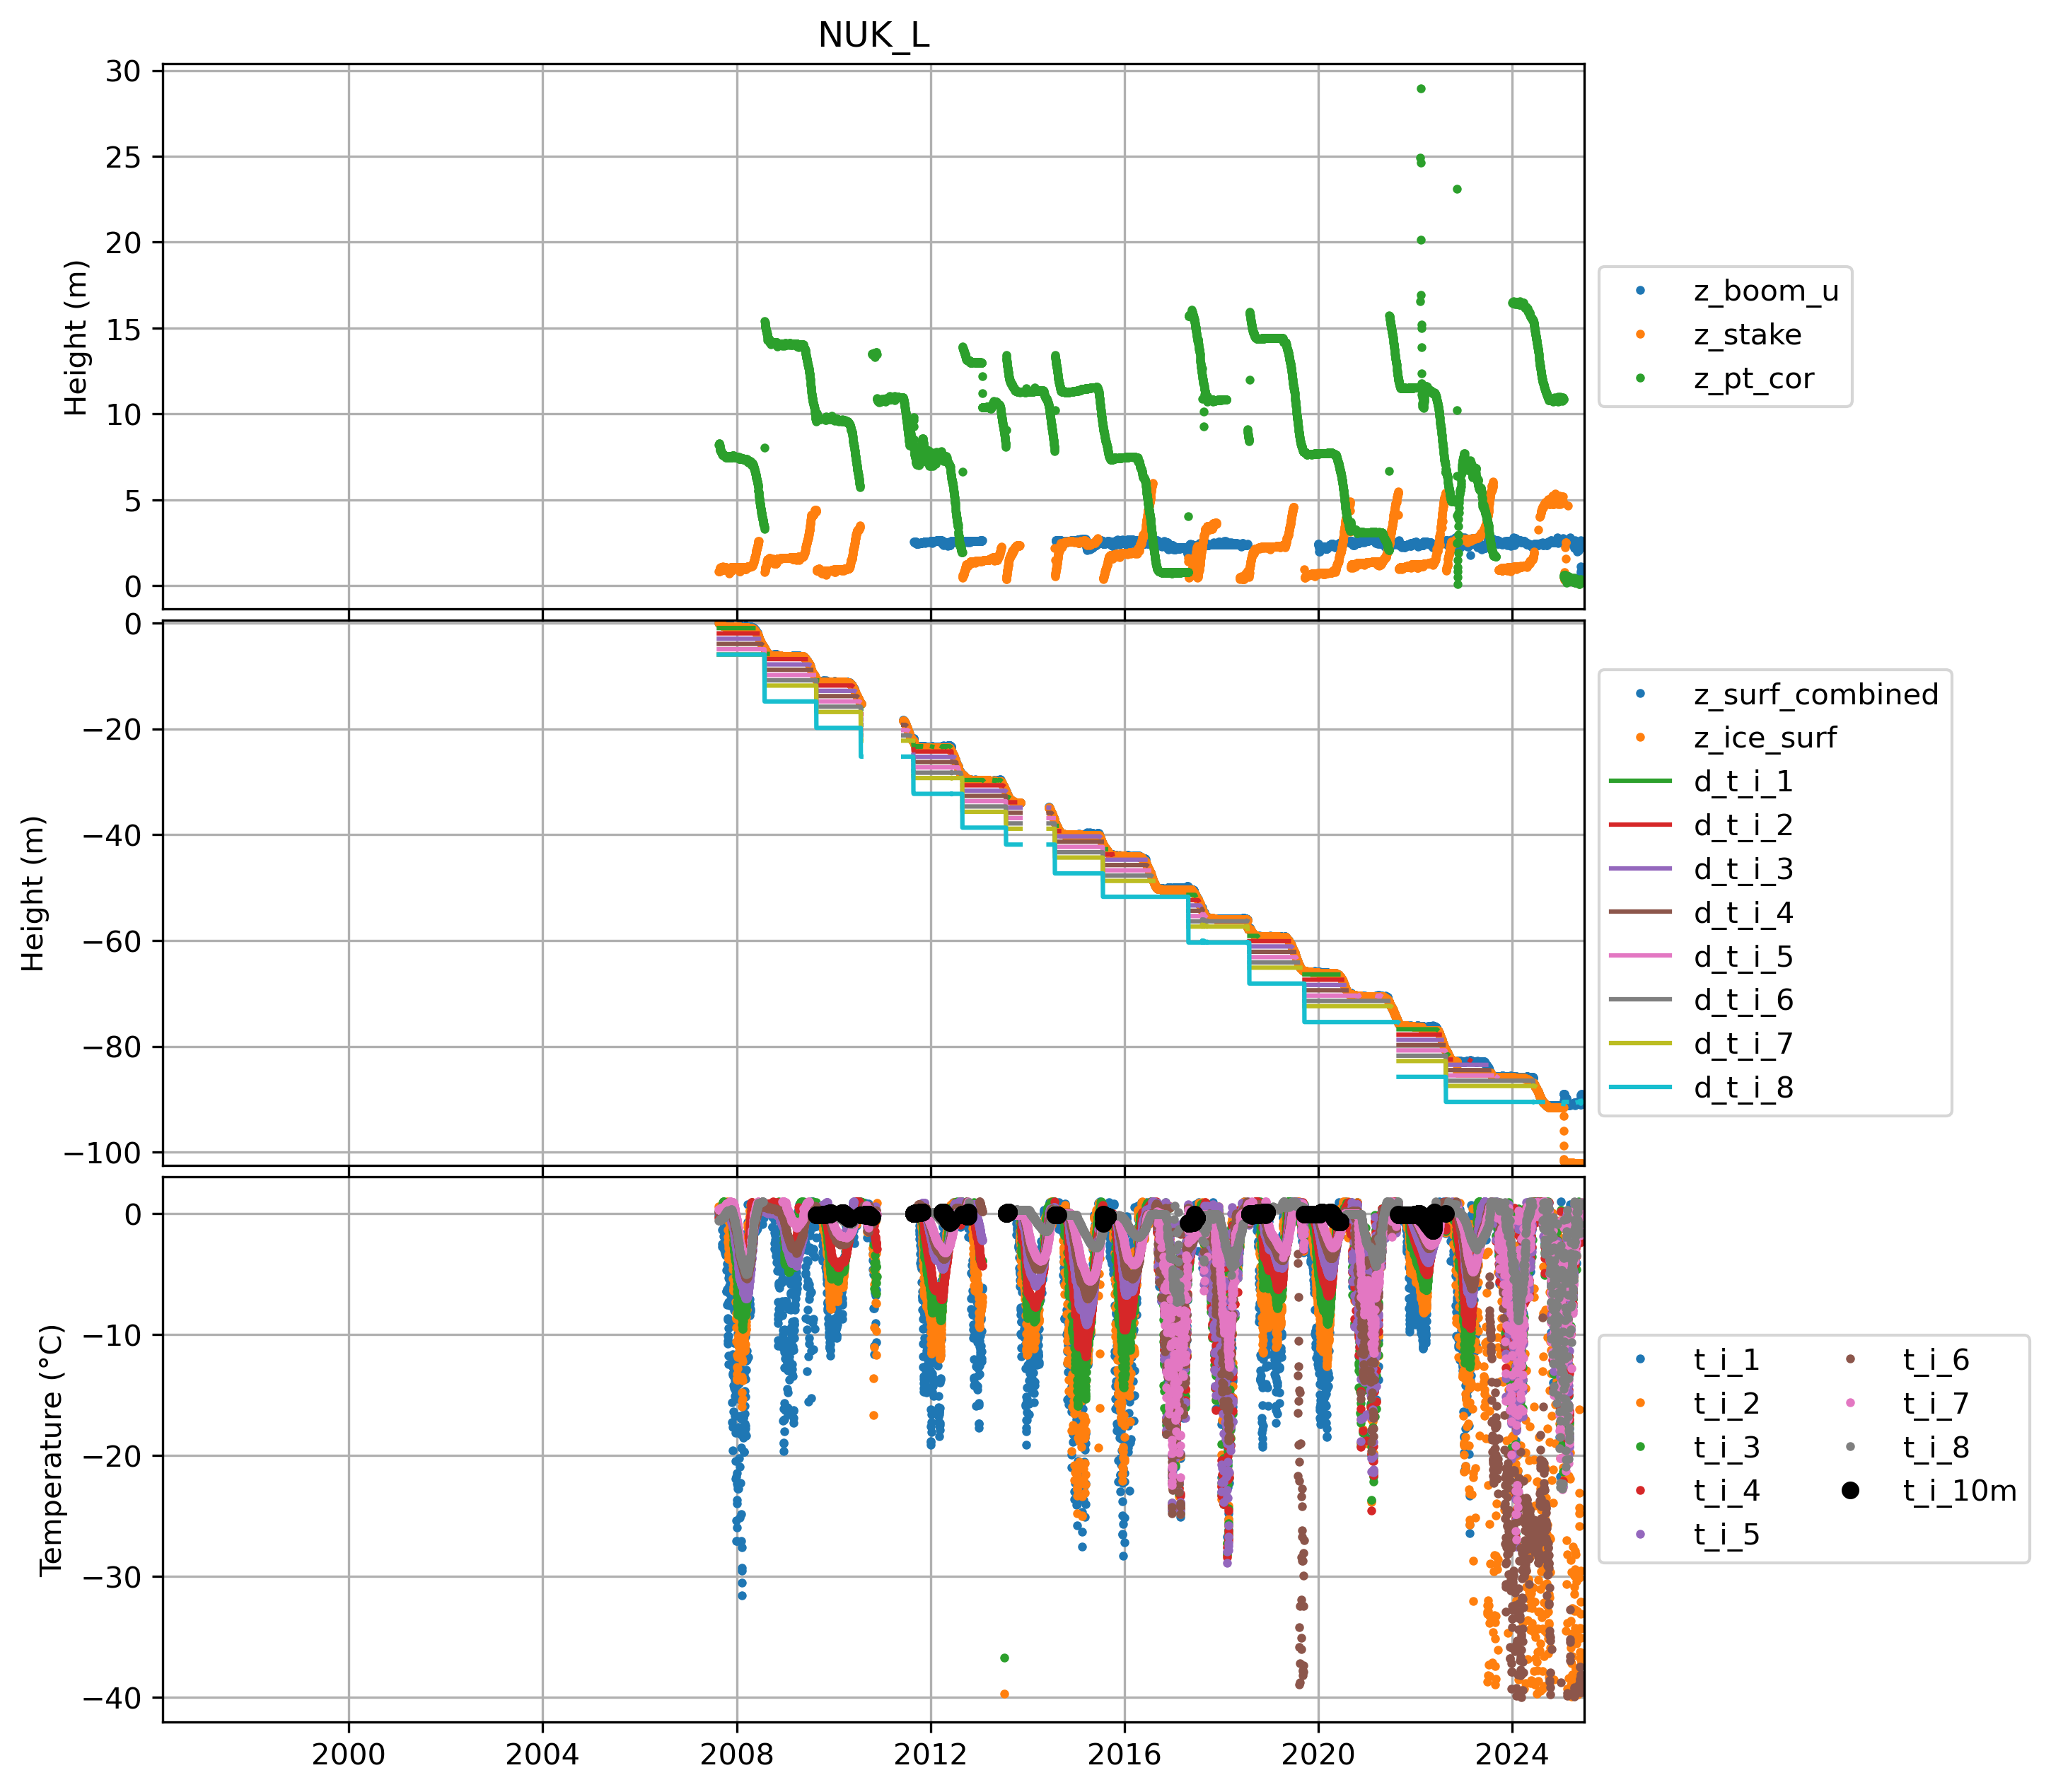 NUK_L
30
25
20
15
10
5
0
Height (m)
z_boom_u
z_stake
z_pt_cor
0
−20
−40
−60
−80
−100
Height (m)
z_surf_combined
z_ice_surf
d_t_i_1
d_t_i_2
d_t_i_3
d_t_i_4
d_t_i_5
d_t_i_6
d_t_i_7
d_t_i_8
0
−10
−20
−30
−40
Temperature (°C)
t_i_1
t_i_2
t_i_3
t_i_4
t_i_5
t_i_6
t_i_7
t_i_8
t_i_10m
2000 2004 2008 2012 2016 2020 2024